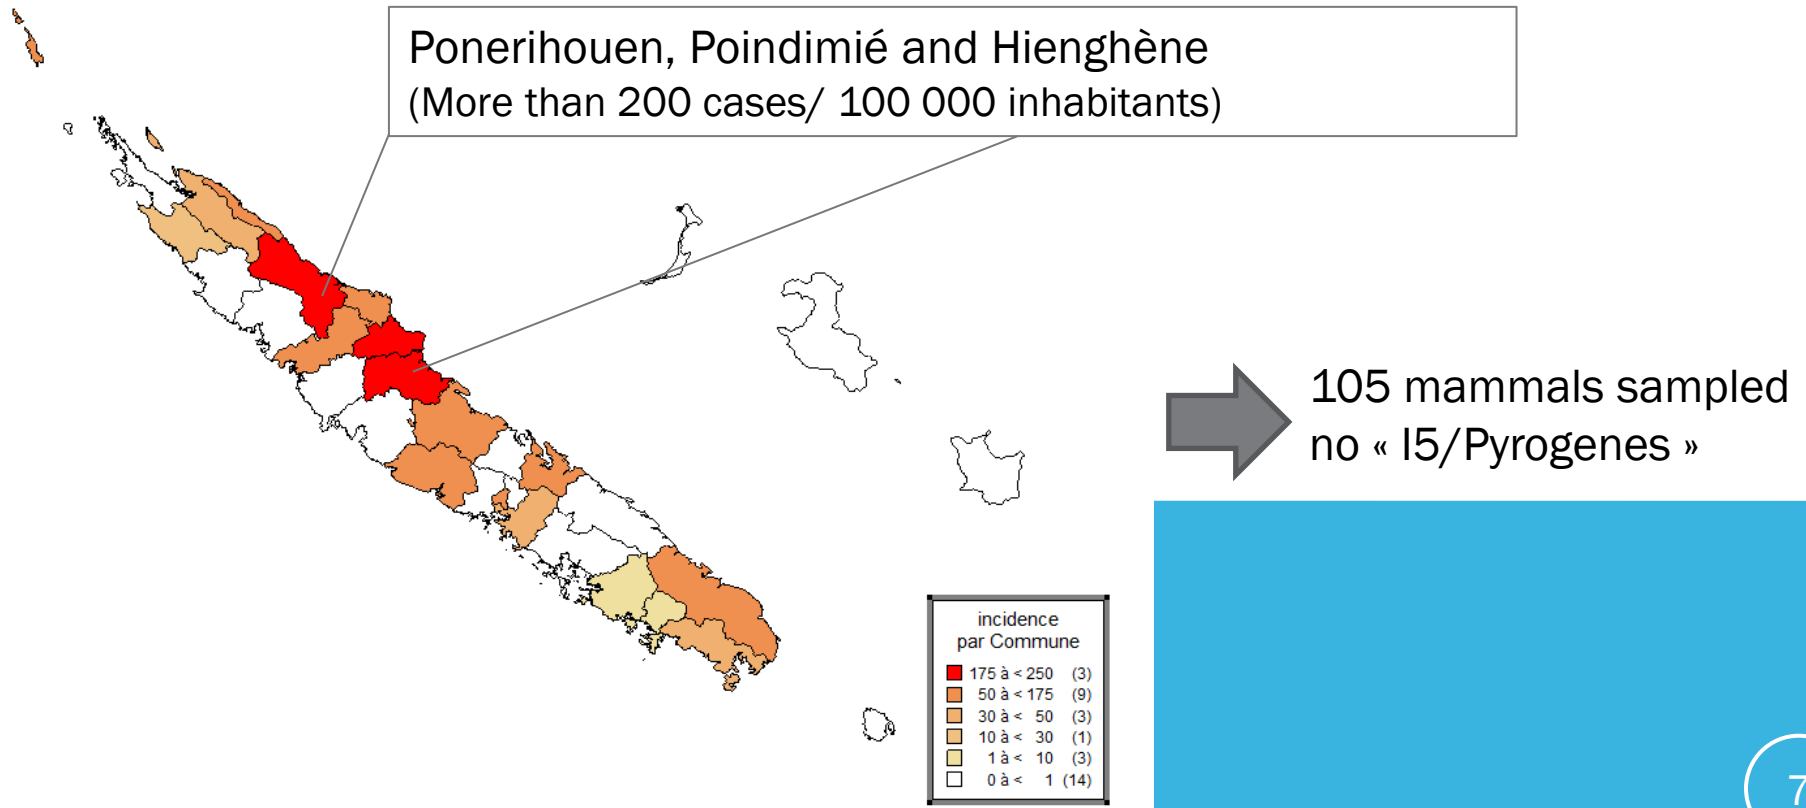 Ponerihouen, Poindimié and Hienghène
(More than 200 cases/ 100 000 inhabitants)
105 mammals sampled
no « I5/Pyrogenes »
incidence
par Commune
175 à < 250 (3)
50 à < 175 (9)
30 à < 50 (3)
10 à < 30 (1)
1 à < 10 (3)
0 à < 1 (14)
7